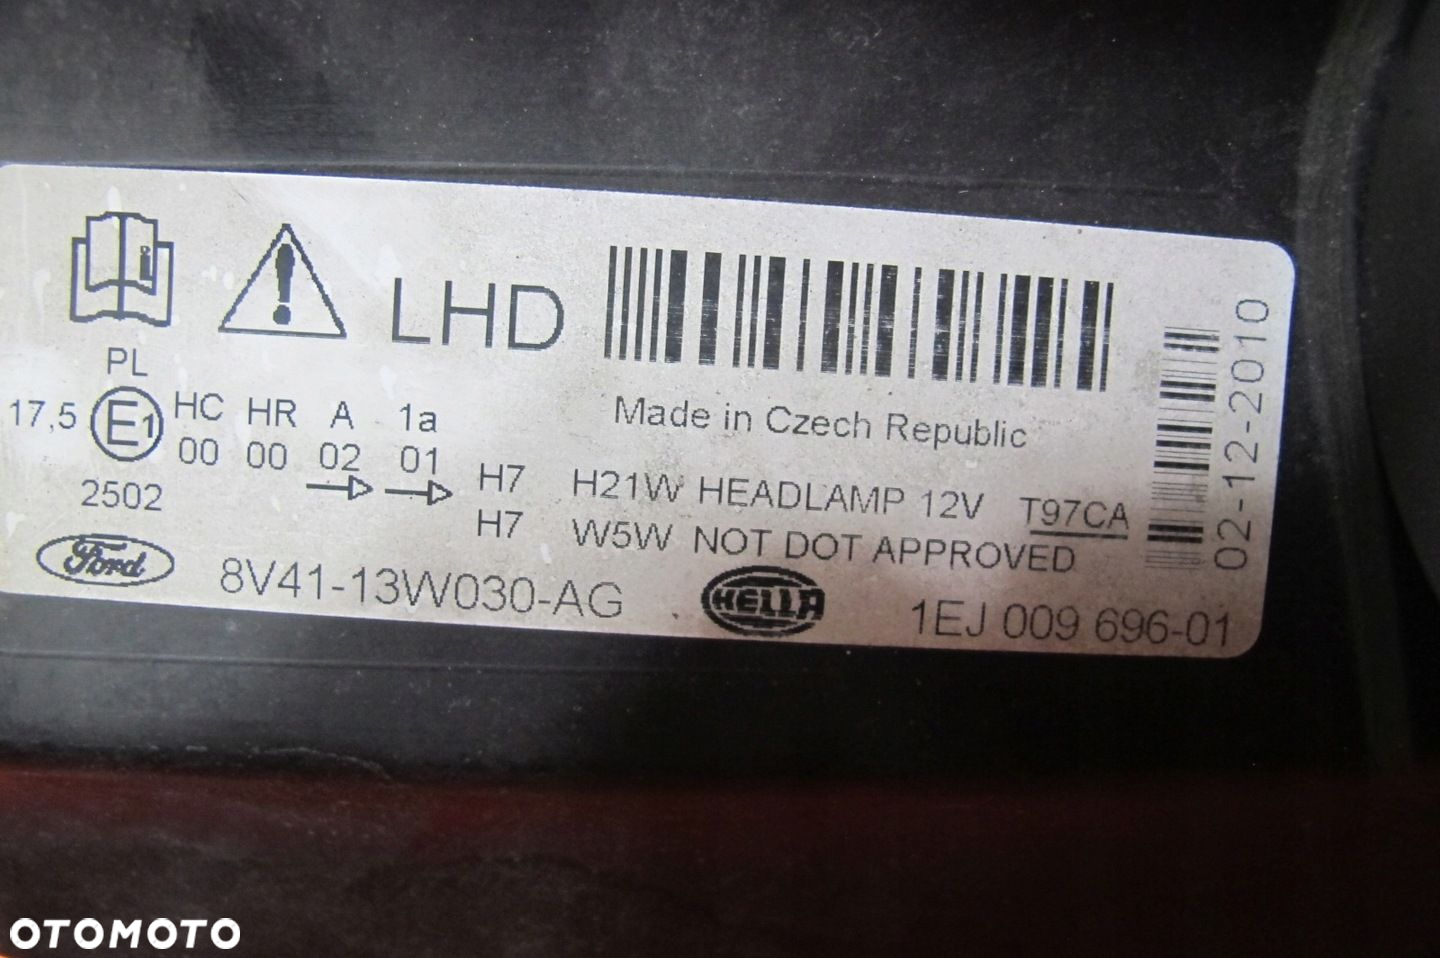 LHD
PL
17,5 E1 HC HR A 1a
00 00 02 01
2502
Made in Czech Republic
H7 H21W HEADLAMP 12V T97CA
H7 W5W NOT DOT APPROVED
Ford 8V41-13W030-AG HELLA 1EJ 009 696-01
02-12-2010
OTOMOTO